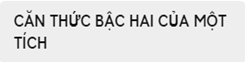 CĂN THỨC BẬC HAI CỦA MỘT
TÍCH